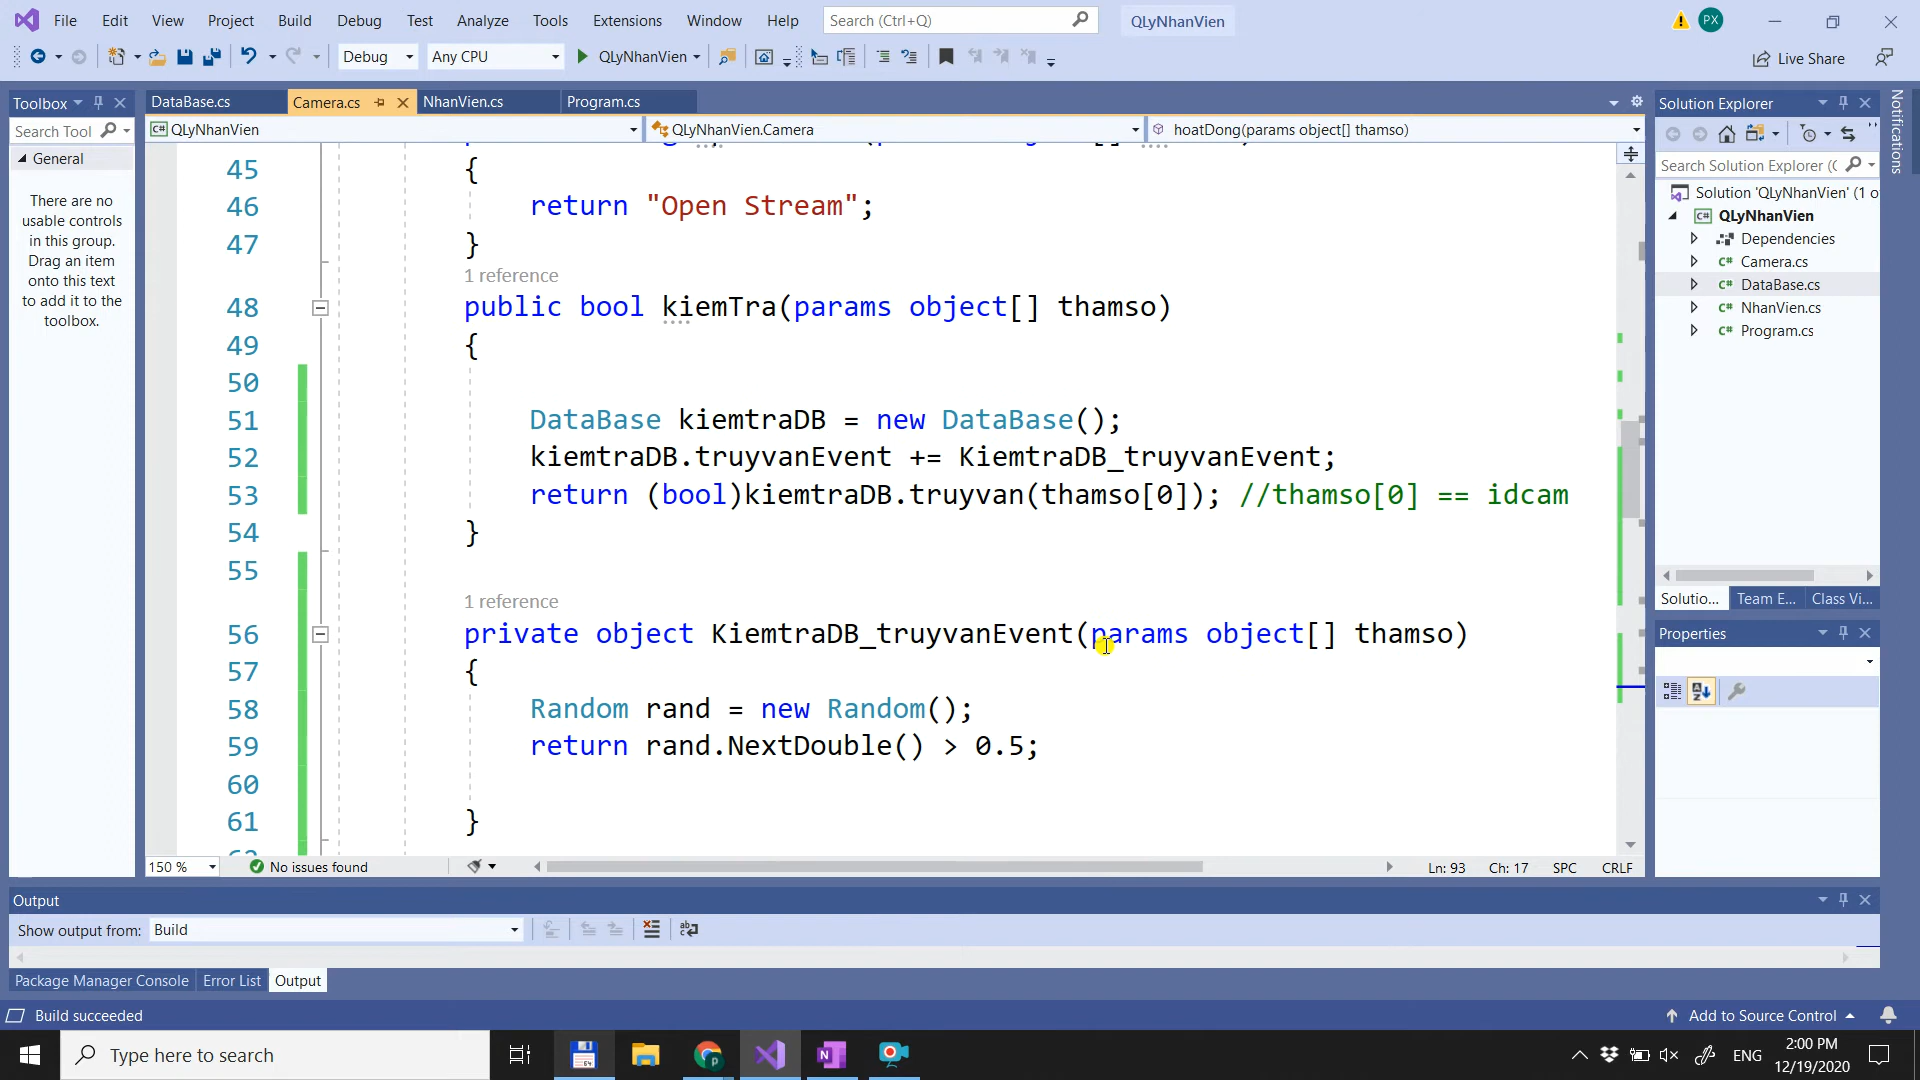 File Edit View Project Build Debug Test Analyze Tools Extensions Window Help Search (Ctrl+Q) QLyNhanVien PX
Debug Any CPU QLyNhanVien Live Share
Toolbox DataBase.cs Camera.cs NhanVien.cs Program.cs Solution Explorer
Search Tool C# QLyNhanVien QLyNhanVien.Camera hoatDong(params object[] thamso)
General
There are no
usable controls
in this group.
Drag an item
onto this text
to add it to the
toolbox.
45 {
46 return "Open Stream";
47 }
1 reference
48 public bool kiemTra(params object[] thamso)
49 {
50
51 DataBase kiemtraDB = new DataBase();
52 kiemtraDB.truyvanEvent += KiemtraDB_truyvanEvent;
53 return (bool)kiemtraDB.truyvan(thamso[0]); //thamso[0] == idcam
54 }
55
1 reference
56 private object KiemtraDB_truyvanEvent(params object[] thamso)
57 {
58 Random rand = new Random();
59 return rand.NextDouble() > 0.5;
60
61 }
150 % No issues found Ln: 93 Ch: 17 SPC CRLF
Search Solution Explorer (C
Solution 'QLyNhanVien' (1 o
C# QLyNhanVien
Dependencies
C# Camera.cs
C# DataBase.cs
C# NhanVien.cs
C# Program.cs
Solutio... Team E... Class Vi...
Properties
Notifications
Output
Show output from: Build
Package Manager Console Error List Output
Build succeeded Add to Source Control
Type here to search ENG 2:00 PM
12/19/2020